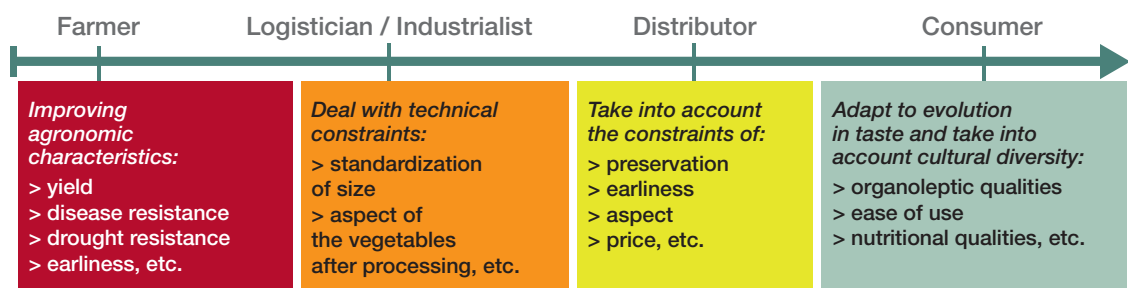 Farmer
Logistician / Industrialist
Distributor
Consumer
Improving
agronomic
characteristics:
> yield
> disease resistance
> drought resistance
> earliness, etc.
Deal with technical
constraints:
> standardization
of size
> aspect of
the vegetables
after processing, etc.
Take into account
the constraints of:
> preservation
> earliness
> aspect
> price, etc.
Adapt to evolution
in taste and take into
account cultural diversity:
> organoleptic qualities
> ease of use
> nutritional qualities, etc.